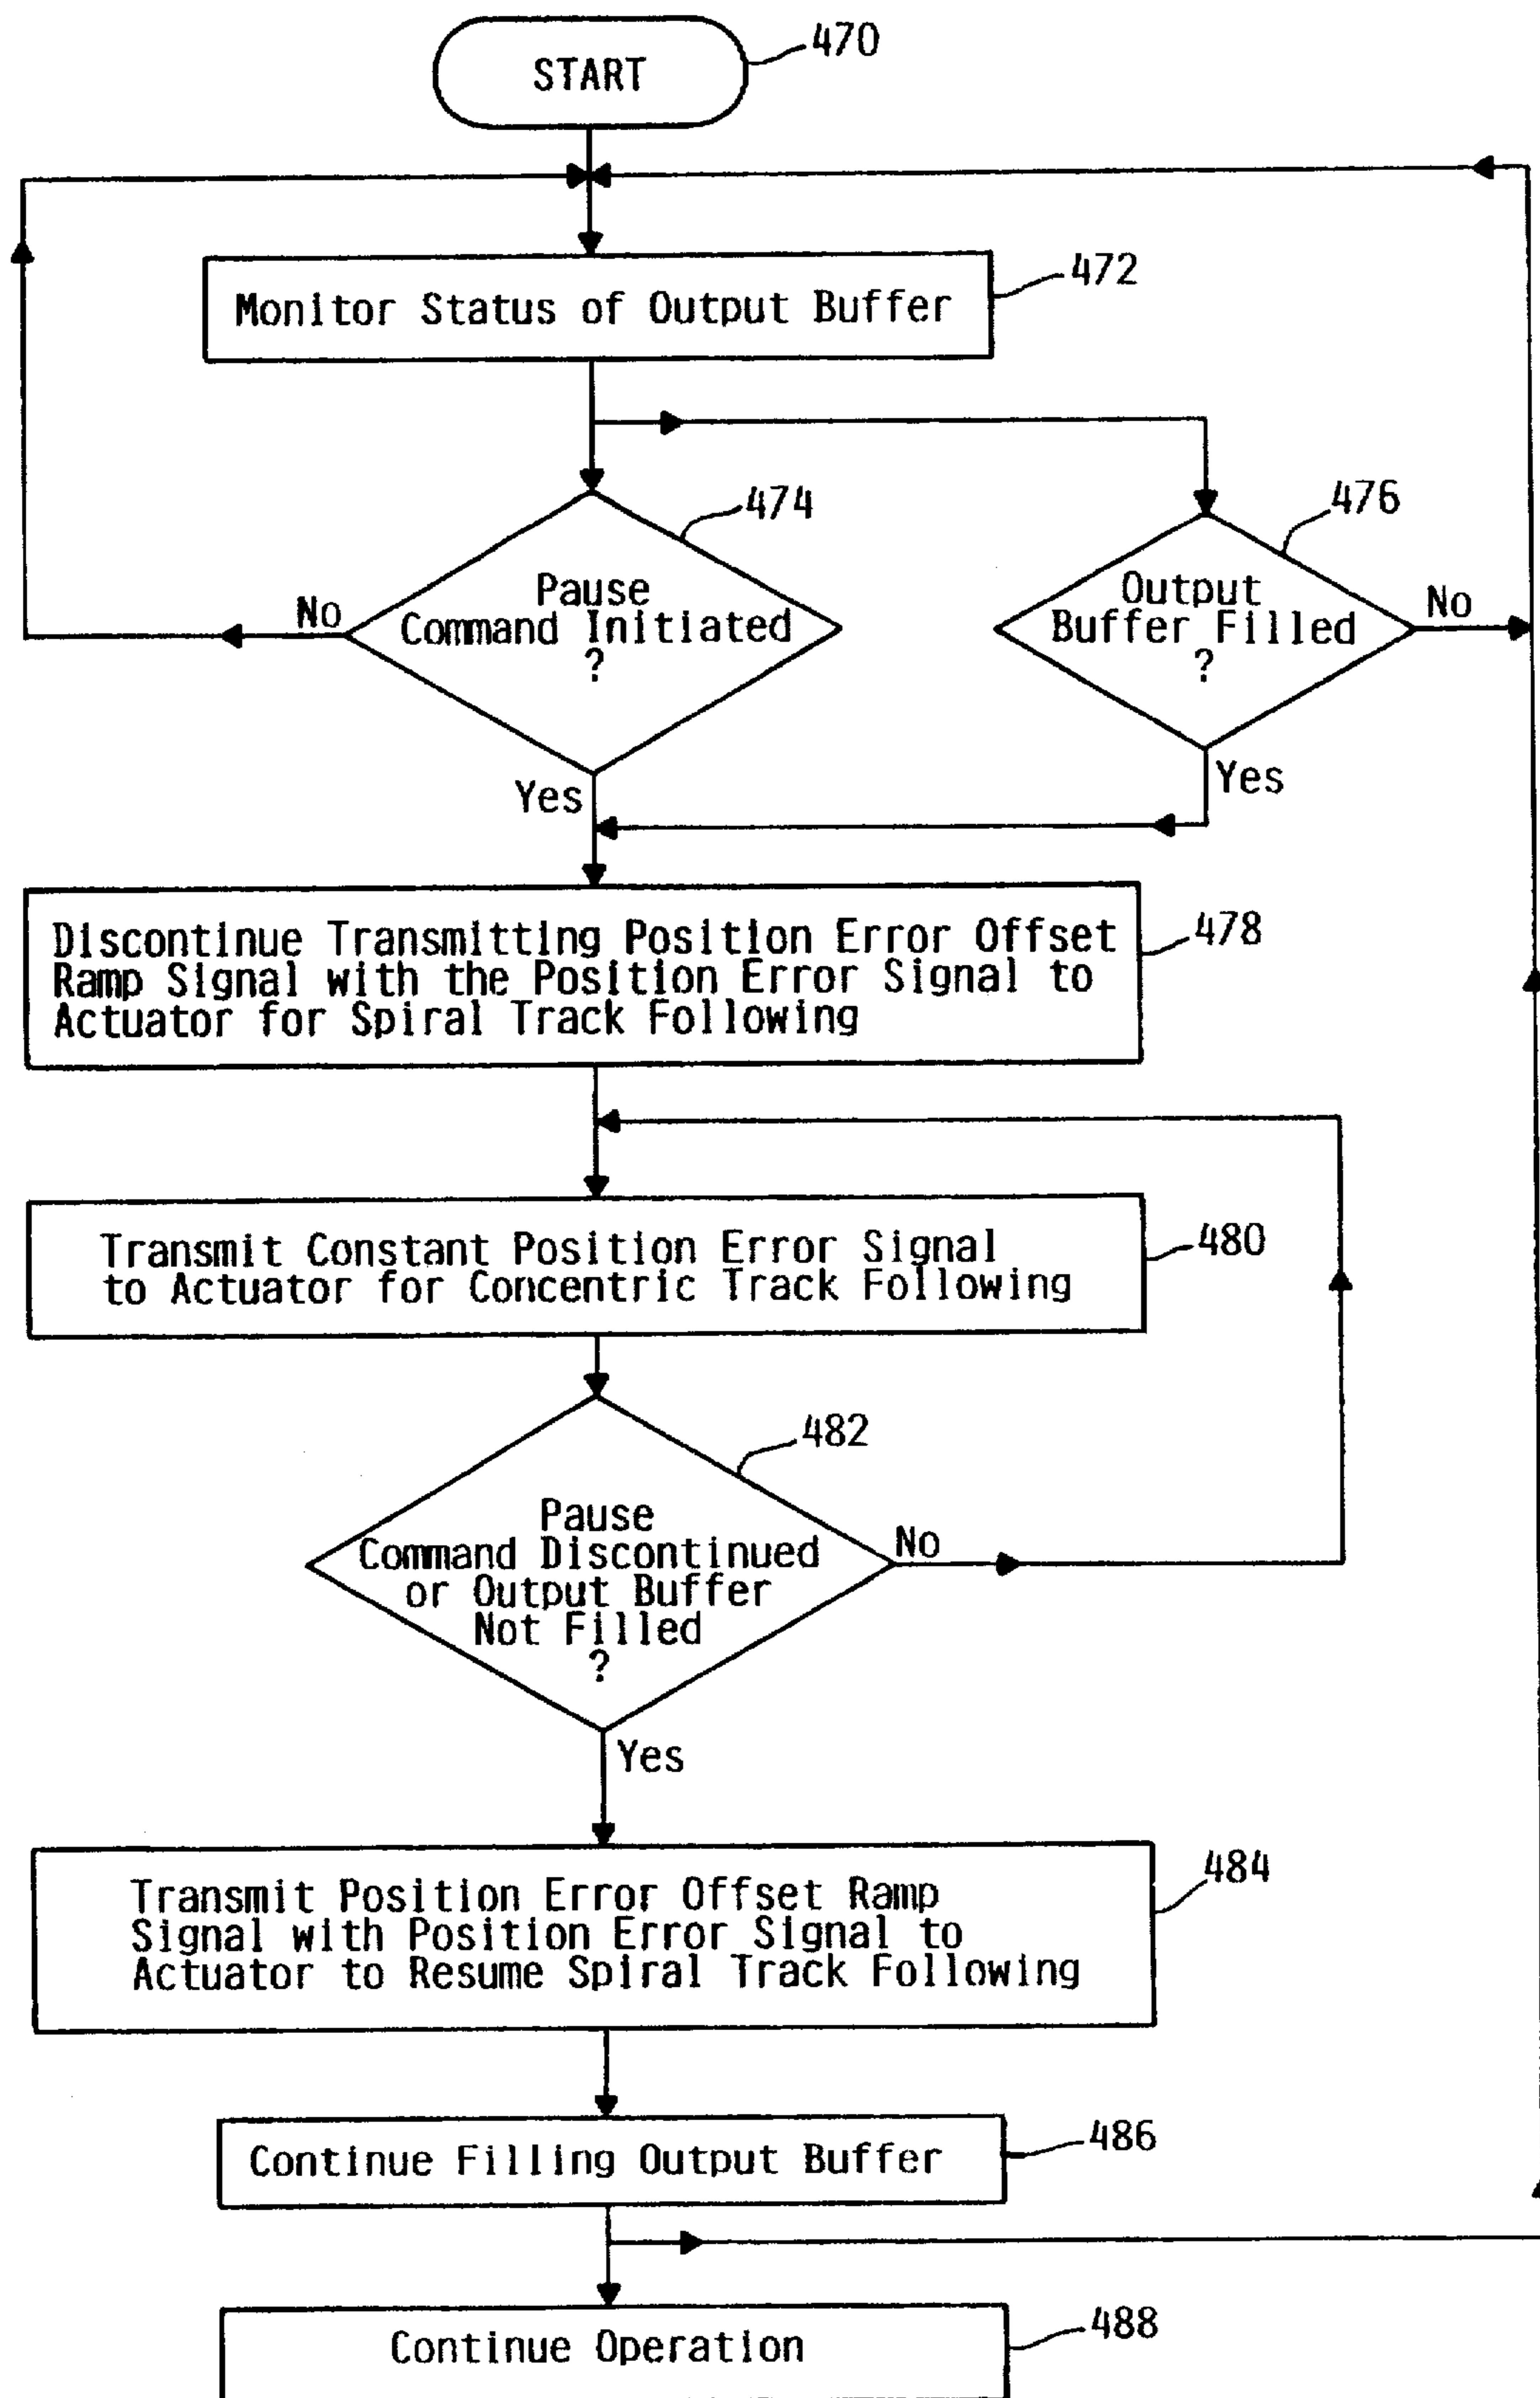 START
470
Monitor Status of Output Buffer
472
474
Pause
Command Initiated
?
No
Yes
476
Output
Buffer Filled
?
No
Yes
Discontinue Transmitting Position Error Offset
Ramp Signal with the Position Error Signal to
Actuator for Spiral Track Following
478
Transmit Constant Position Error Signal
to Actuator for Concentric Track Following
480
482
Pause
Command Discontinued
or Output Buffer
Not Filled
?
No
Yes
Transmit Position Error Offset Ramp
Signal with Position Error Signal to
Actuator to Resume Spiral Track Following
484
Continue Filling Output Buffer
486
Continue Operation
488